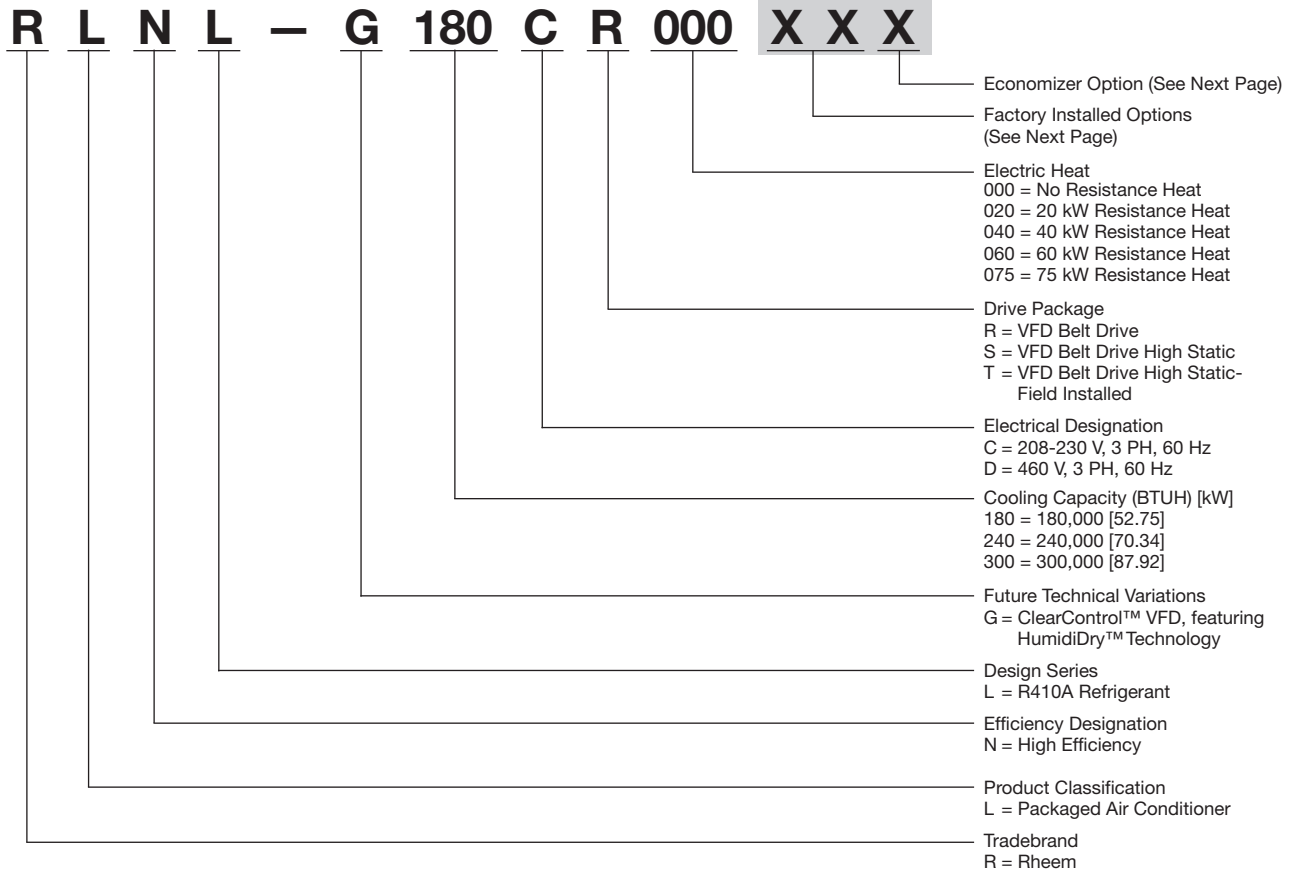 R L N L – G 180 C R 000 X X X
Economizer Option (See Next Page)
Factory Installed Options
(See Next Page)
Electric Heat
000 = No Resistance Heat
020 = 20 kW Resistance Heat
040 = 40 kW Resistance Heat
060 = 60 kW Resistance Heat
075 = 75 kW Resistance Heat
Drive Package
R = VFD Belt Drive
S = VFD Belt Drive High Static
T = VFD Belt Drive High Static-
Field Installed
Electrical Designation
C = 208-230 V, 3 PH, 60 Hz
D = 460 V, 3 PH, 60 Hz
Cooling Capacity (BTUH) [kW]
180 = 180,000 [52.75]
240 = 240,000 [70.34]
300 = 300,000 [87.92]
Future Technical Variations
G = ClearControl™ VFD, featuring
HumidiDry™ Technology
Design Series
L = R410A Refrigerant
Efficiency Designation
N = High Efficiency
Product Classification
L = Packaged Air Conditioner
Tradebrand
R = Rheem